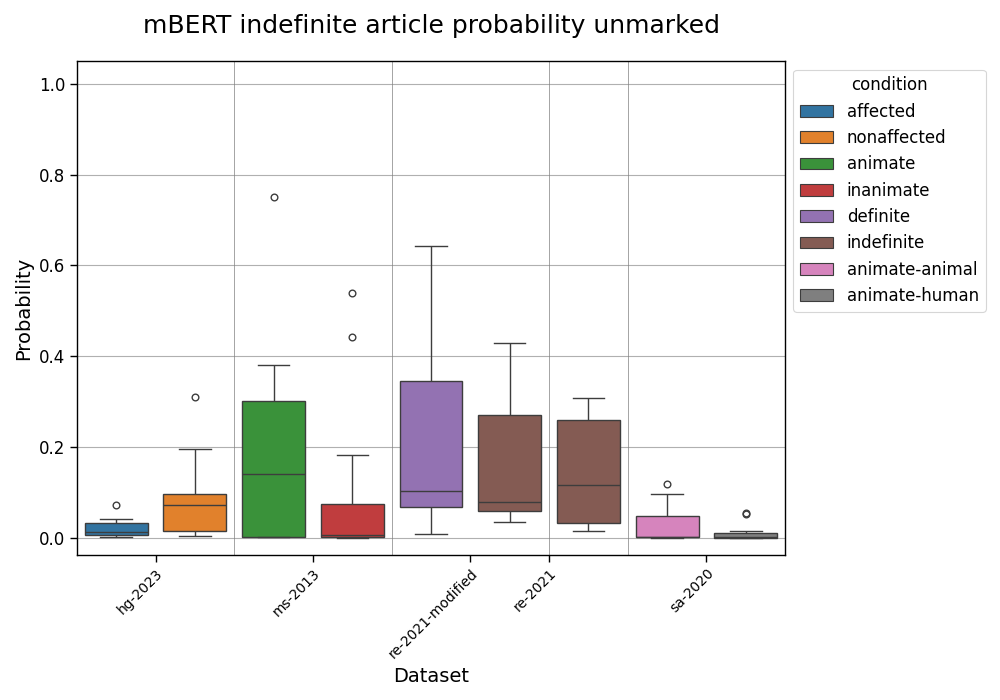 mBERT indefinite article probability unmarked
Probability
1.0
0.8
0.6
0.4
0.2
0.0
hg-2023
ms-2013
re-2021-modified
re-2021
sa-2020
Dataset
condition
affected
nonaffected
animate
inanimate
definite
indefinite
animate-animal
animate-human